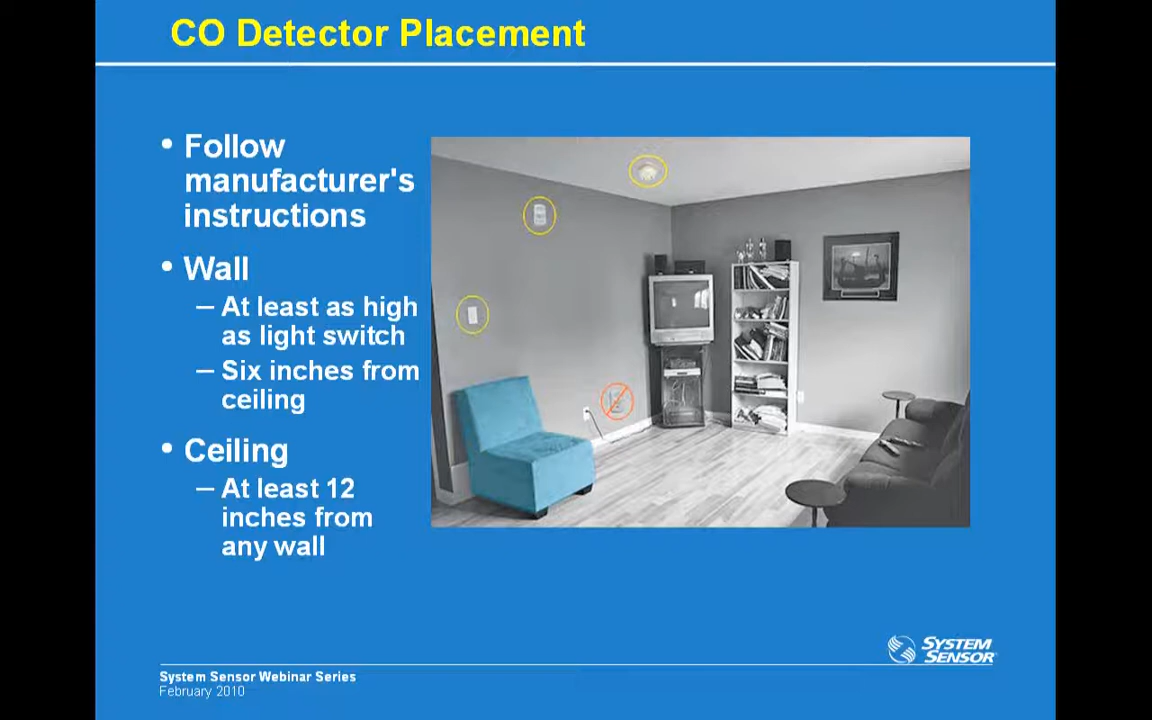 CO Detector Placement
• Follow
manufacturer's
instructions
• Wall
– At least as high
as light switch
– Six inches from
ceiling
• Ceiling
– At least 12
inches from
any wall
SYSTEM
SENSOR
System Sensor Webinar Series
February 2010